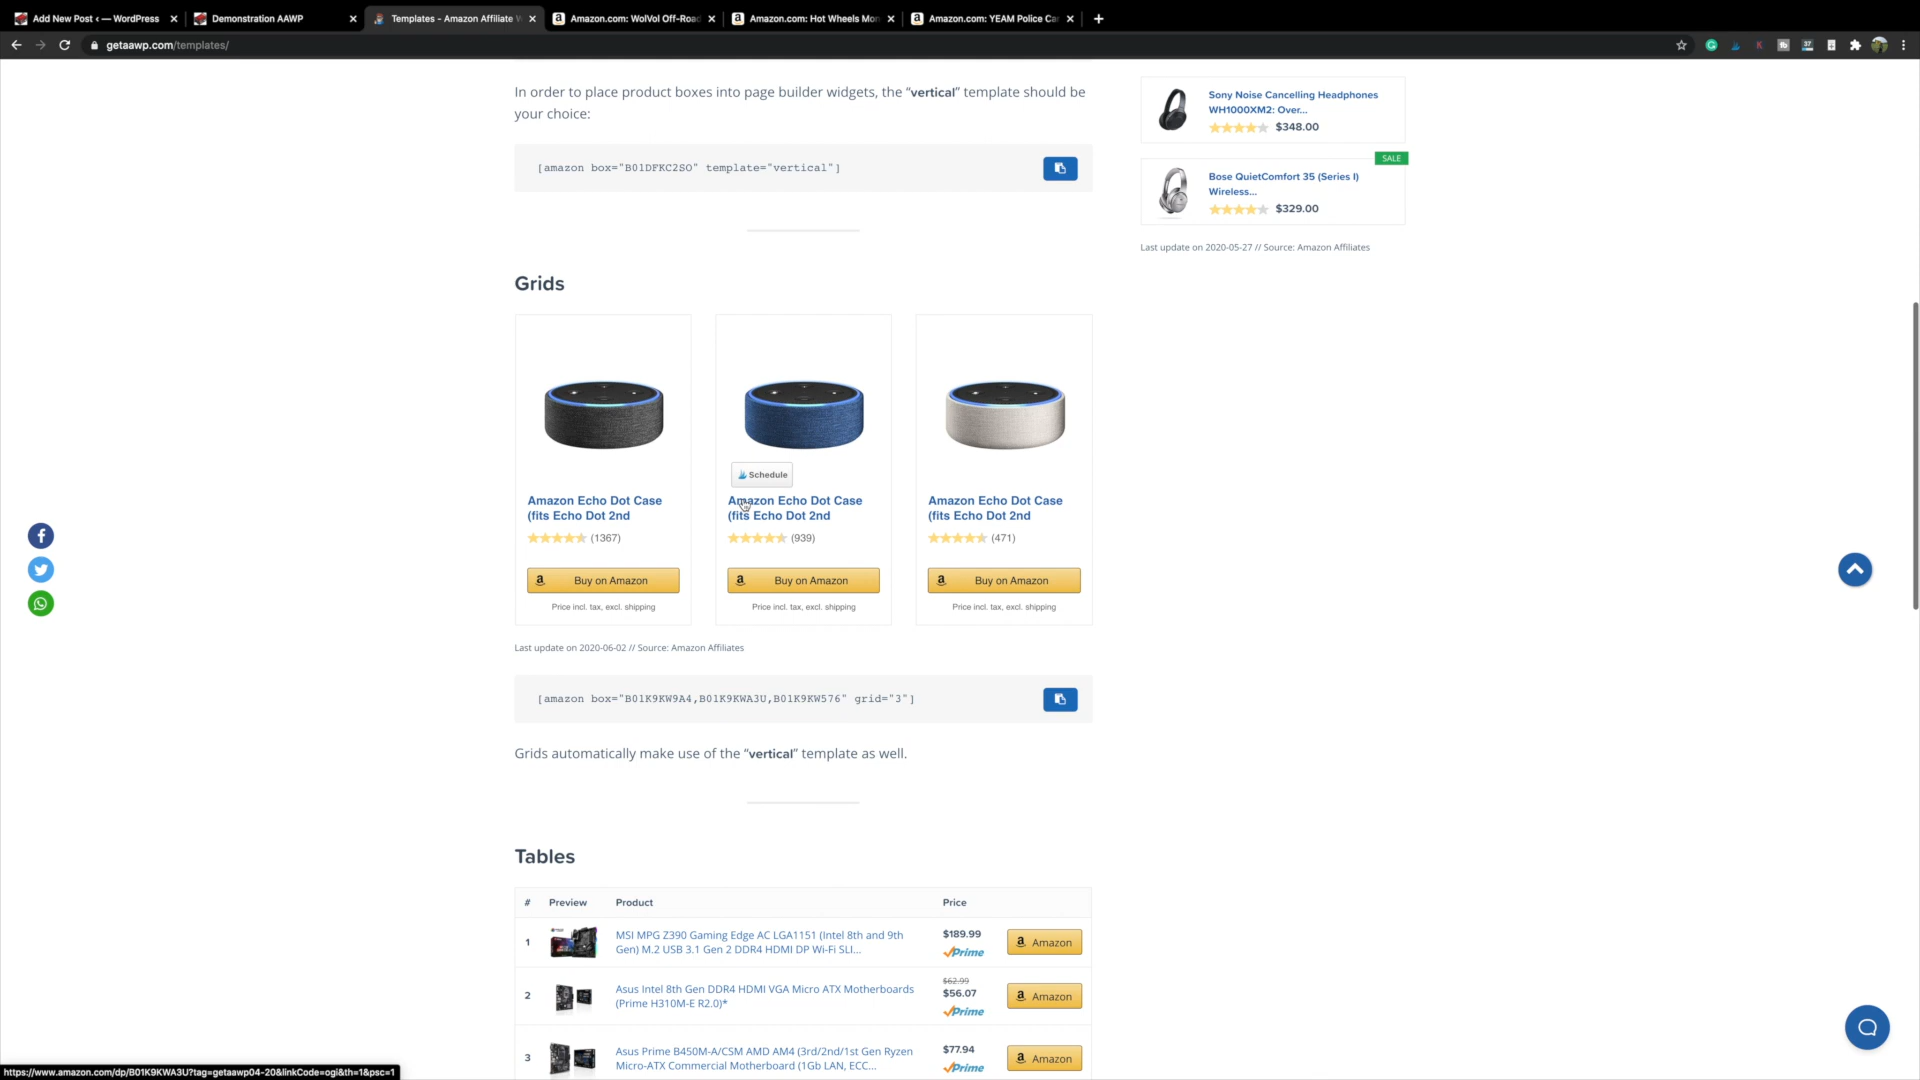 Add New Post ‹ — WordPress
Demonstration AAWP
Templates - Amazon Affiliate W
Amazon.com: WolVol Off-Road
Amazon.com: Hot Wheels Mon
Amazon.com: YEAM Police Ca
getaawp.com/templates/
In order to place product boxes into page builder widgets, the “vertical” template should be
your choice:
[amazon box="B01DFKC2SO" template="vertical"]
Sony Noise Cancelling Headphones
WH1000XM2: Over...
$348.00
SALE
Bose QuietComfort 35 (Series I)
Wireless...
$329.00
Last update on 2020-05-27 // Source: Amazon Affiliates
Grids
Schedule
Amazon Echo Dot Case
(fits Echo Dot 2nd
(1367)
Buy on Amazon
Price incl. tax, excl. shipping
Amazon Echo Dot Case
(fits Echo Dot 2nd
(939)
Buy on Amazon
Price incl. tax, excl. shipping
Amazon Echo Dot Case
(fits Echo Dot 2nd
(471)
Buy on Amazon
Price incl. tax, excl. shipping
Last update on 2020-06-02 // Source: Amazon Affiliates
[amazon box="B01K9KW9A4,B01K9KWA3U,B01K9KW576" grid="3"]
Grids automatically make use of the “vertical” template as well.
Tables
# Preview Product Price
1 MSI MPG Z390 Gaming Edge AC LGA1151 (Intel 8th and 9th
Gen) M.2 USB 3.1 Gen 2 DDR4 HDMI DP Wi-Fi SLI...
$189.99
Prime
Amazon
2 Asus Intel 8th Gen DDR4 HDMI VGA Micro ATX Motherboards
(Prime H310M-E R2.0)*
$62.99
$56.07
Prime
Amazon
3 Asus Prime B450M-A/CSM AMD AM4 (3rd/2nd/1st Gen Ryzen
Micro-ATX Commercial Motherboard (1Gb LAN, ECC...
$77.94
Prime
Amazon
https://www.amazon.com/dp/B01K9KWA3U?tag=getaawp04-20&linkCode=ogi&th=1&psc=1